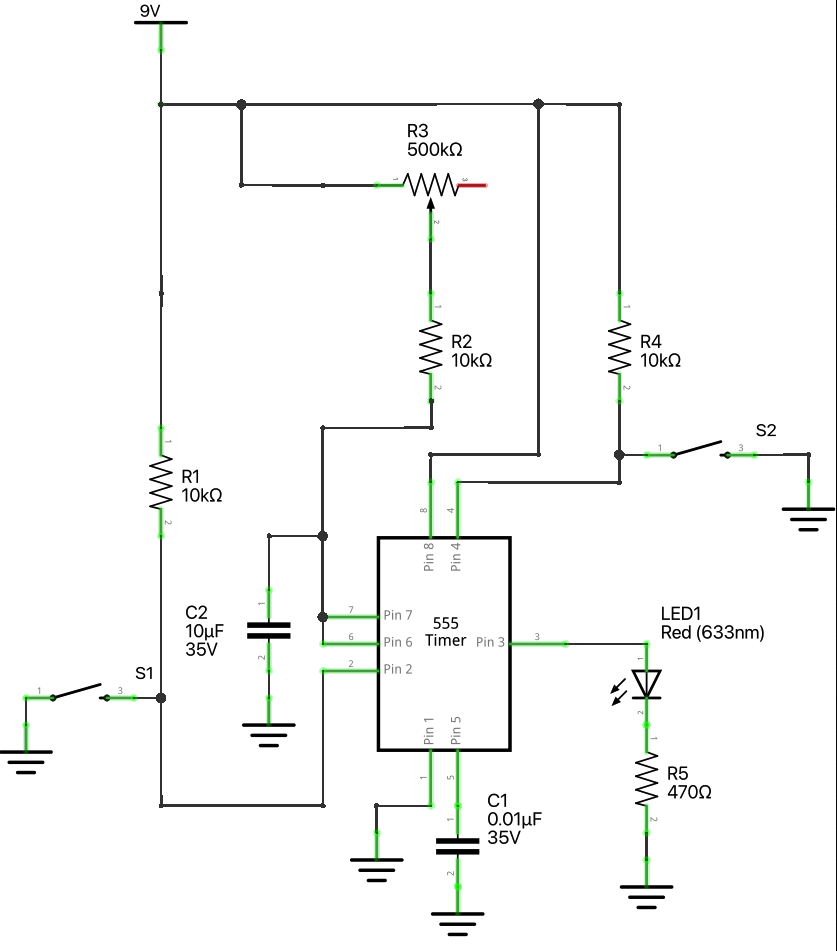 9V
R3
500kΩ
1
3
2
1
R2
10kΩ
2
1
R4
10kΩ
2
S2
1
3
1
R1
10kΩ
2
8
4
Pin 8
Pin 4
C2
10µF
35V
1
2
7
Pin 7
6
Pin 6
2
Pin 2
555
Timer
Pin 3
3
LED1
Red (633nm)
1
2
S1
1
3
Pin 1
Pin 5
1
5
1
R5
470Ω
2
C1
0.01µF
35V
1
2